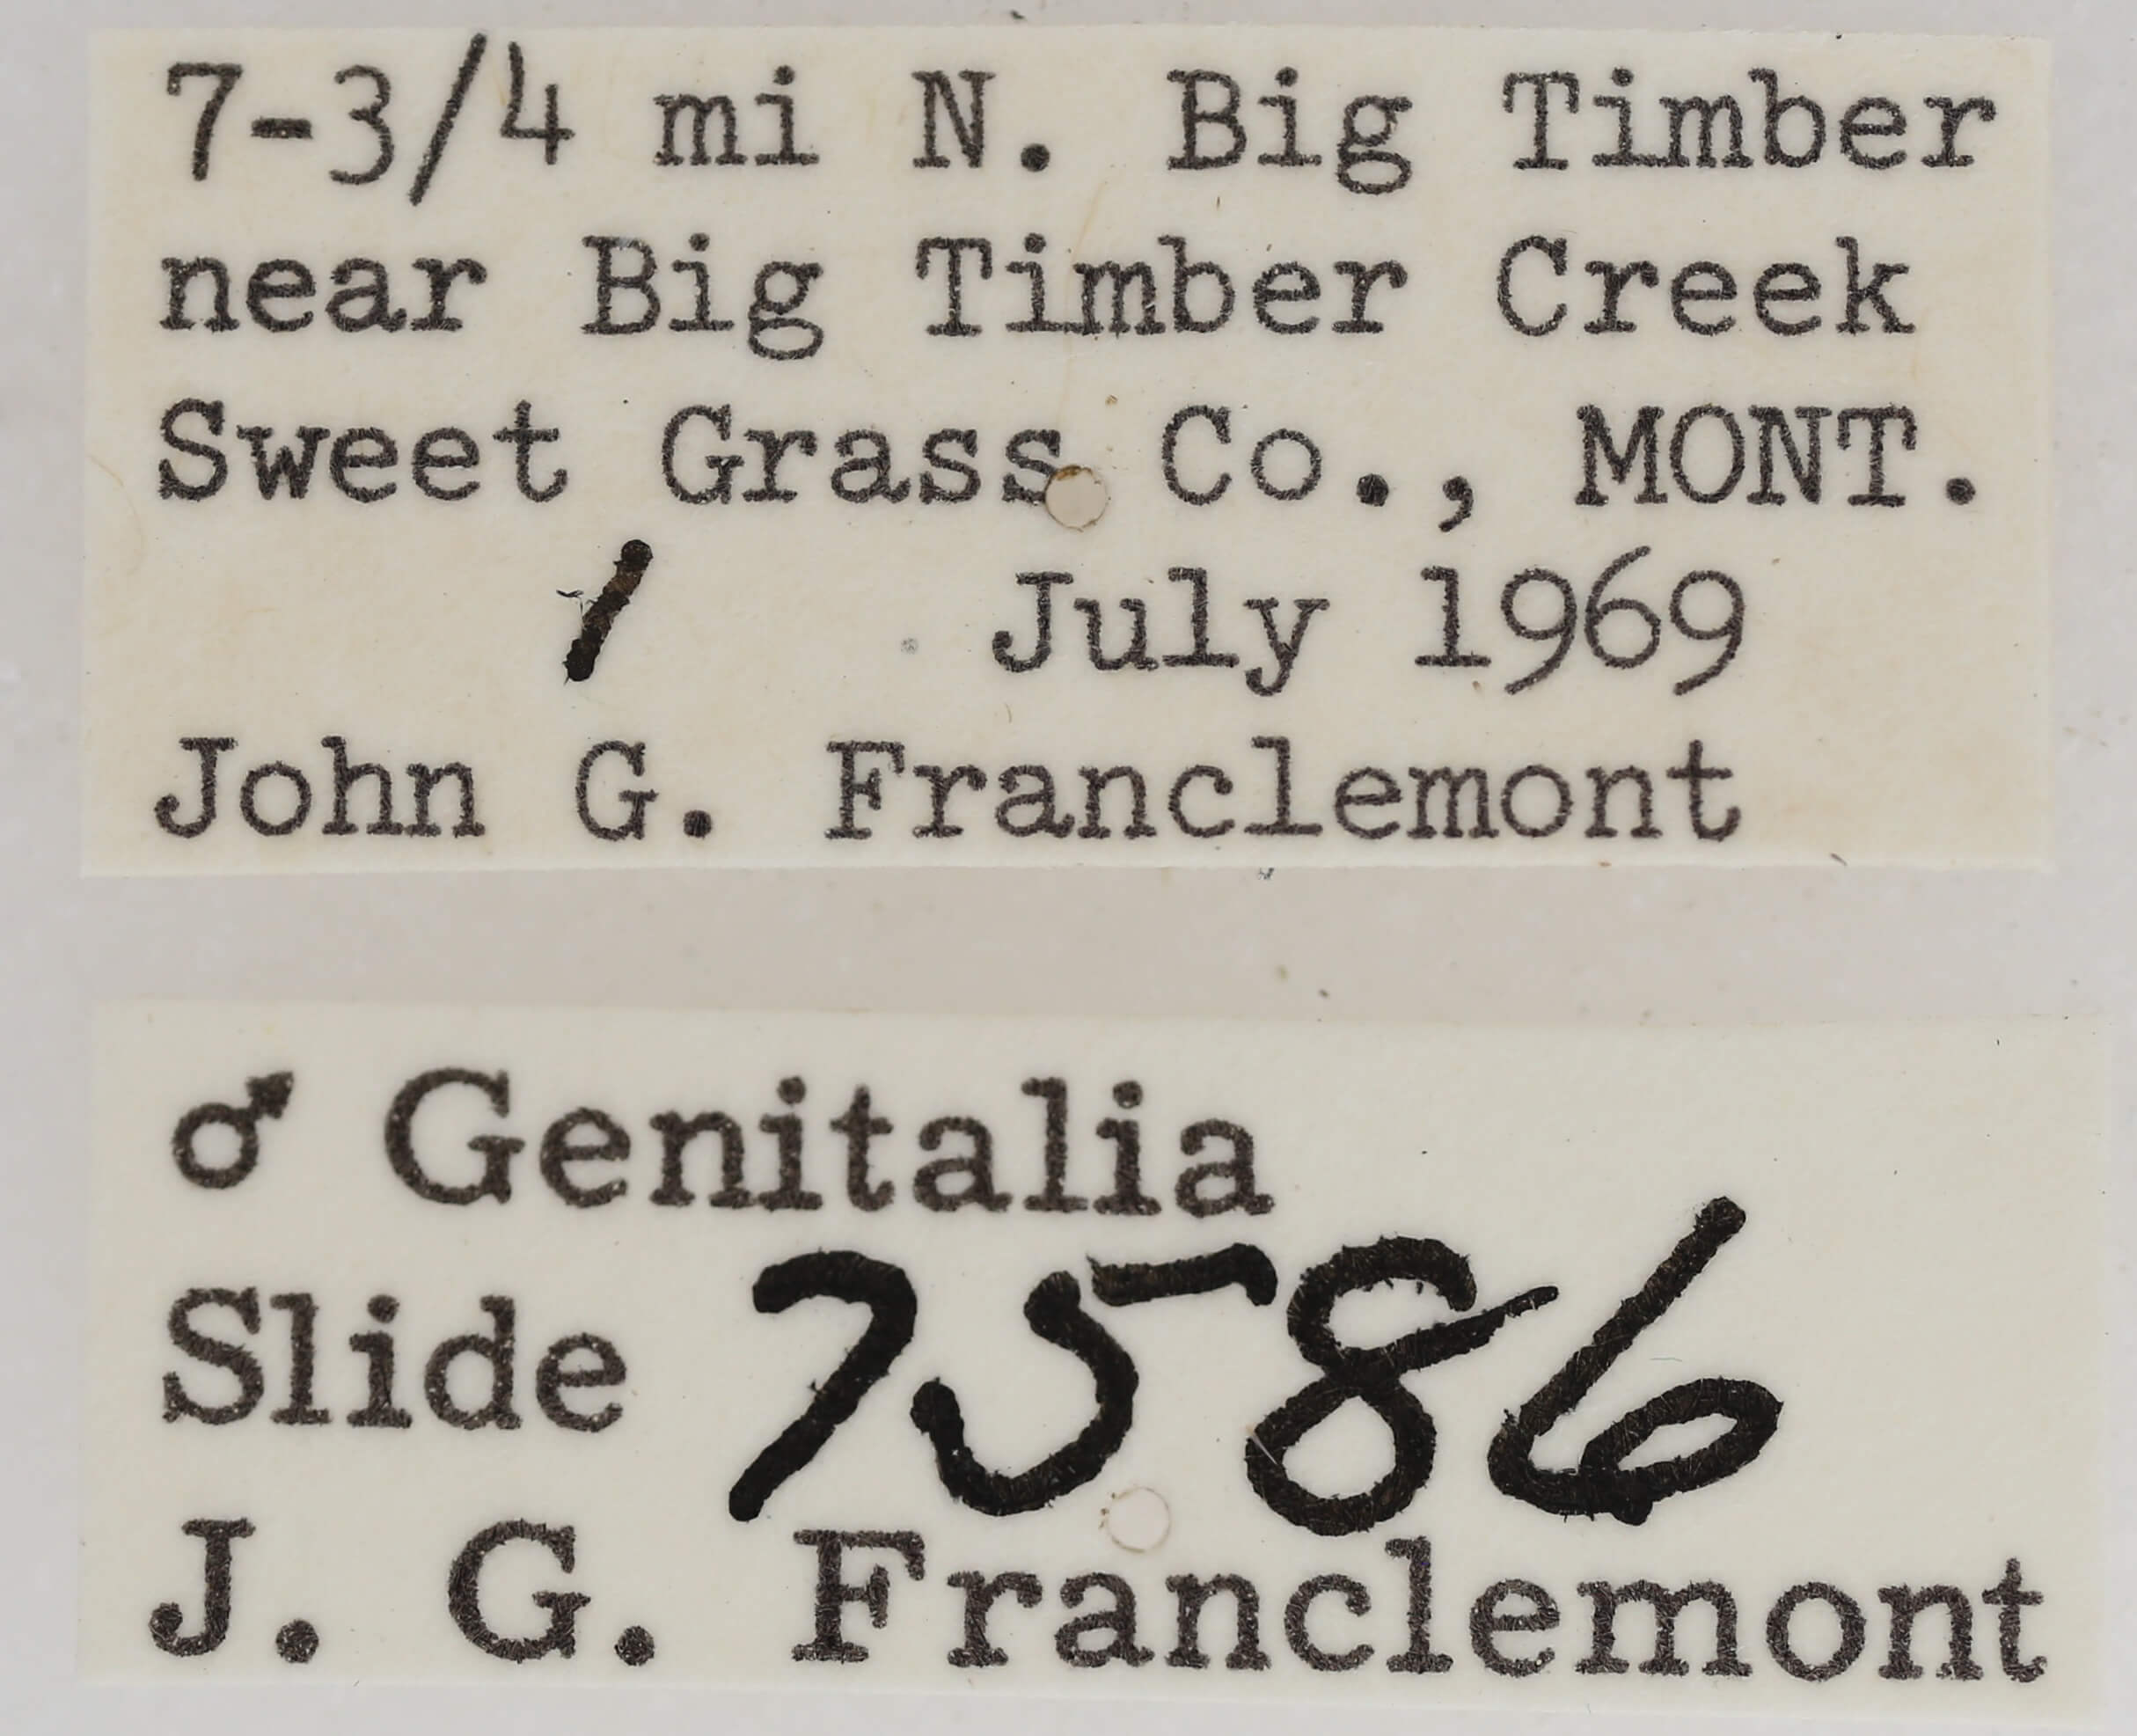 7-3/4 mi N. Big Timber
near Big Timber Creek
Sweet Grass Co., MONT.
1 July 1969
John G. Franclemont
♂ Genitalia
Slide 7586
J. G. Franclemont